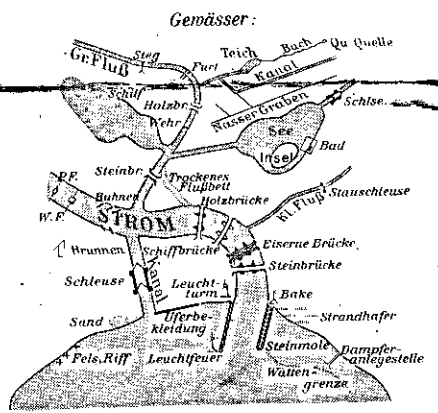 Gewässer:
Gr. Fluß
Steg
Furt
Teich
Bach
Qu Quelle
Kanal
Schilf
Holzbr.
Wehr
Nasser Graben
Schlse.
See
Insel
Bad
Steinbr.
Trockenes
Flußbett
P.F.
W.F.
Buhnen
Holzbrücke
STROM
Kl. Fluß
Stauschleuse
Brunnen
Schiffbrücke
Eiserne Brücke
Steinbrücke
Kanal
Schleuse
Leucht-
turm
Bake
Sand
Uferbe-
kleidung
Strandhafer
Fels, Riff
Leuchtfeuer
Steinmole
Dampfer-
anlegestelle
Watten
grenze